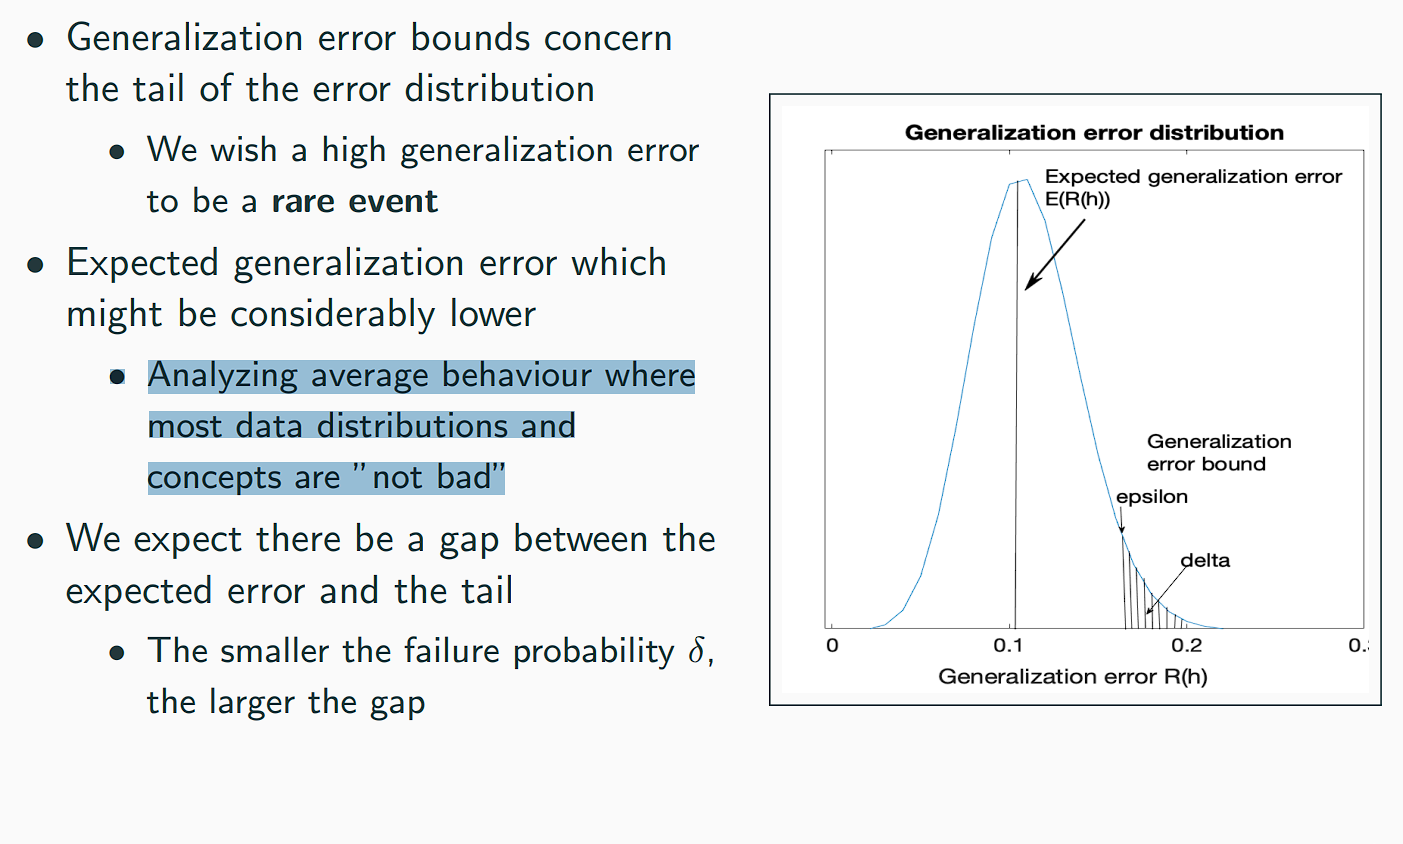 • Generalization error bounds concern
the tail of the error distribution
• We wish a high generalization error
to be a rare event
• Expected generalization error which
might be considerably lower
• Analyzing average behaviour where
most data distributions and
concepts are ”not bad”
• We expect there be a gap between the
expected error and the tail
• The smaller the failure probability δ,
the larger the gap
Generalization error distribution
Expected generalization error
E(R(h))
Generalization
error bound
epsilon
delta
0 0.1 0.2
Generalization error R(h)